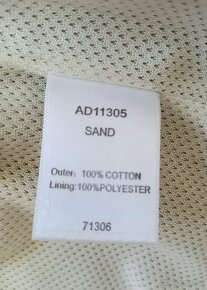 AD11305
SAND
Outer: 100%COTTON
Lining:100%POLYESTER
71306